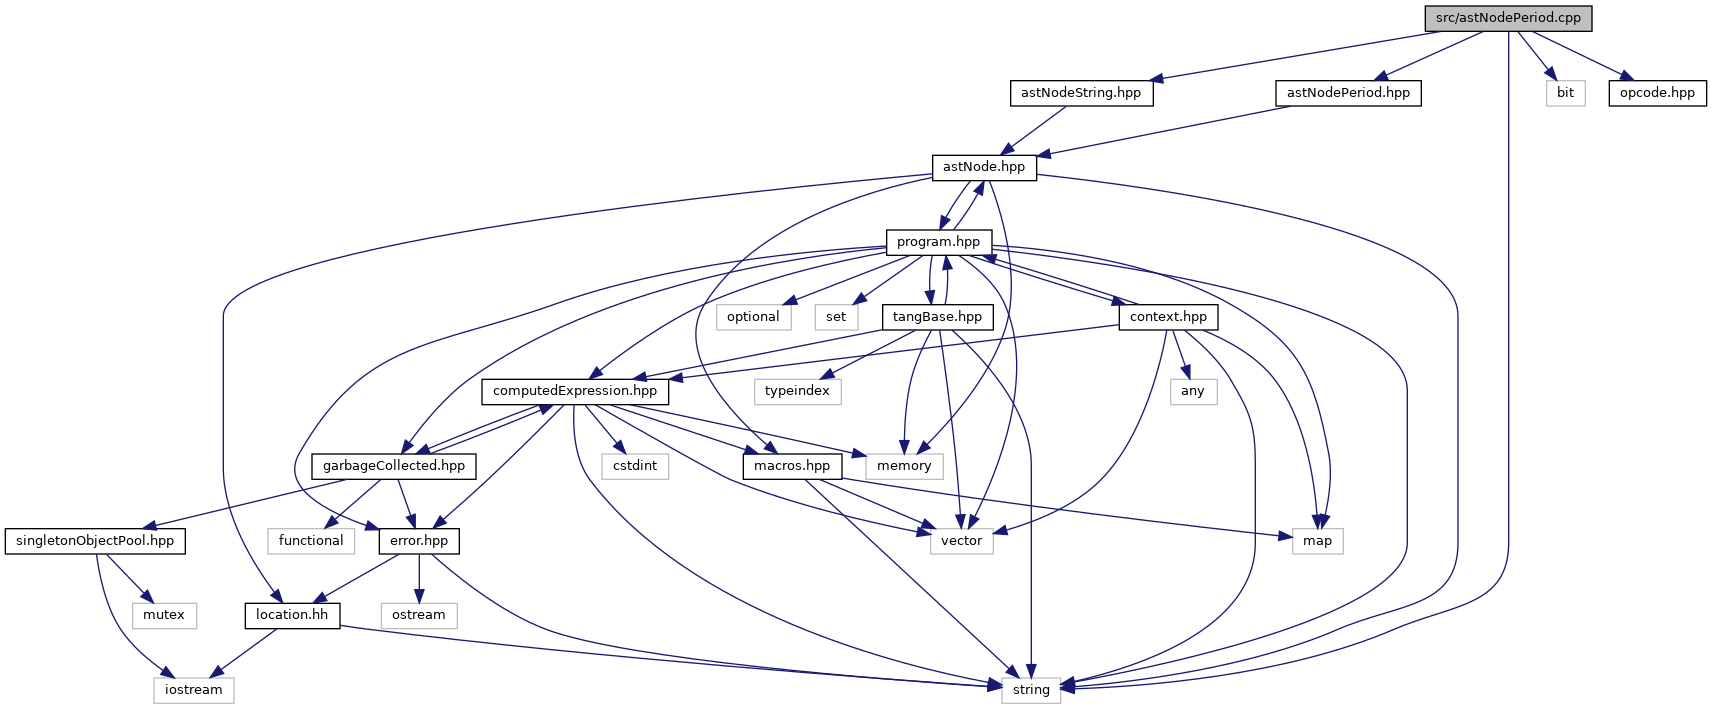 src/astNodePeriod.cpp
astNodeString.hpp
astNodePeriod.hpp
bit
opcode.hpp
astNode.hpp
program.hpp
optional
set
tangBase.hpp
context.hpp
computedExpression.hpp
typeindex
any
garbageCollected.hpp
cstdint
macros.hpp
memory
singletonObjectPool.hpp
functional
error.hpp
vector
map
mutex
location.hh
ostream
iostream
string